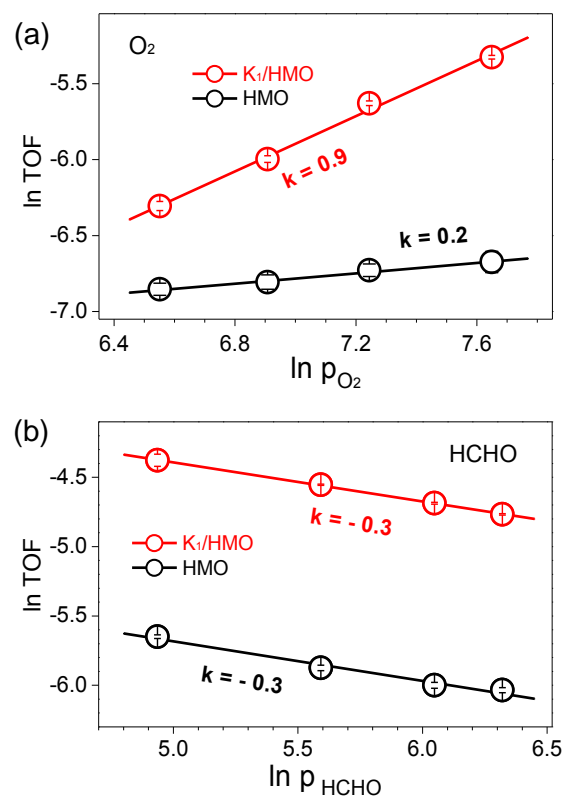 (a)
O₂
K₁/HMO
HMO
k = 0.9
k = 0.2
ln TOF
-5.5
-6.0
-6.5
-7.0
6.4 6.8 7.2 7.6
ln pO₂
(b)
HCHO
K₁/HMO
HMO
k = - 0.3
k = - 0.3
ln TOF
-4.5
-5.0
-5.5
-6.0
5.0 5.5 6.0 6.5
ln p HCHO